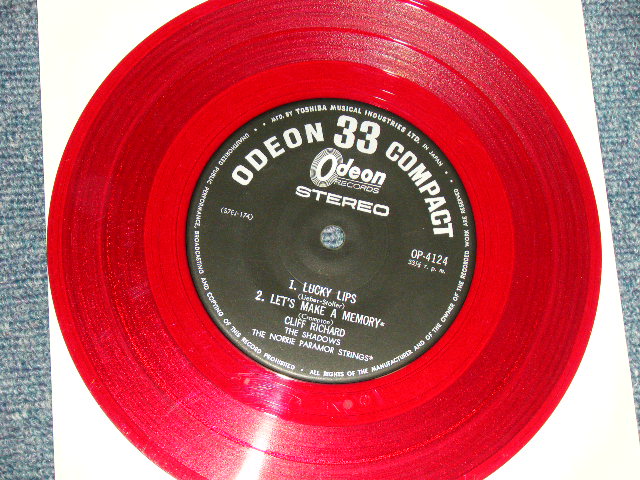 MFD. BY TOSHIBA MUSICAL INDUSTRIES LTD. IN JAPAN
ODEON 33 COMPACT
Odeon
RECORDS
STEREO
(S7EJ-174)
OP-4124
33⅓ r. p. m.
1. LUCKY LIPS
(Lieber-Stoller)
2. LET'S MAKE A MEMORY*
CLIFF RICHARD
THE SHADOWS
THE NORRIE PARAMOR STRINGS*
UNAUTHORIZED PUBLIC PERFORMANCE, BROADCASTING AND COPYING OF THIS RECORD PROHIBITED • ALL RIGHTS OF THE MANUFACTURER AND OF THE OWNER OF THE RECORDED WORK ARE RESERVED